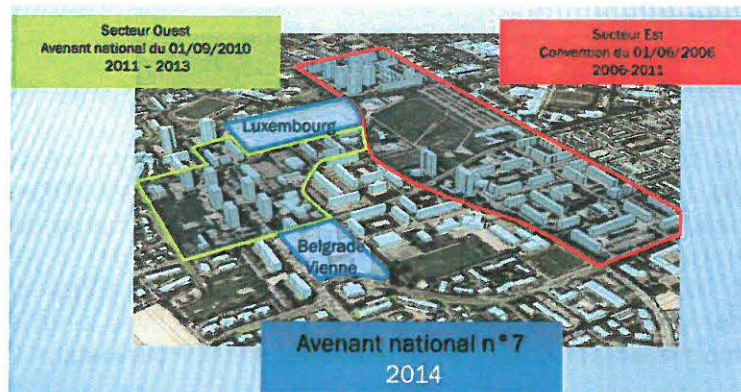 Secteur Ouest
Avenant national du 01/09/2010
2011 – 2013
Secteur Est
Convention du 01/06/2006
2006-2011
Luxembourg
Belgrade
Vienne
Avenant national n° 7
2014